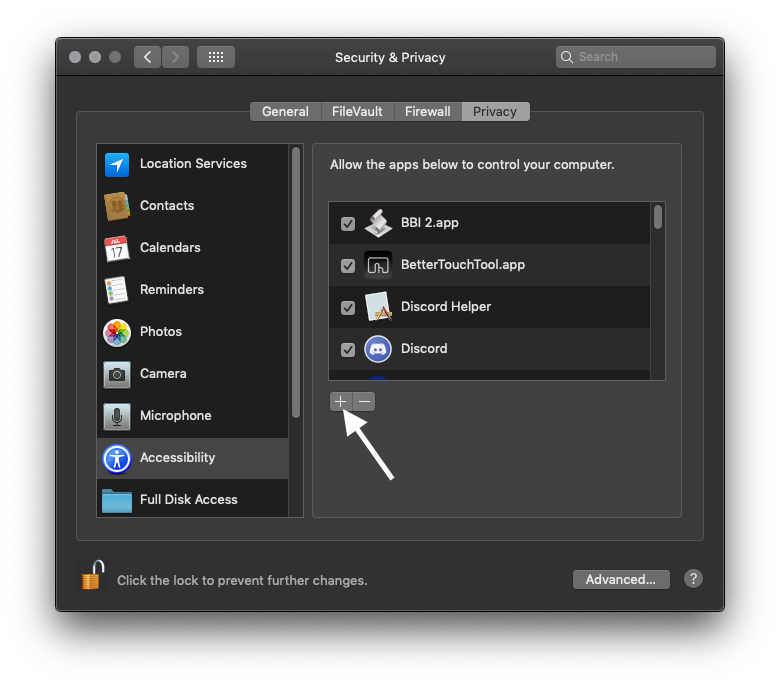 Security & Privacy
Search
General
FileVault
Firewall
Privacy
Location Services
Contacts
JUL
17
Calendars
Reminders
Photos
Camera
Microphone
Accessibility
Full Disk Access
Allow the apps below to control your computer.
BBI 2.app
BetterTouchTool.app
Discord Helper
Discord
+
−
Click the lock to prevent further changes.
Advanced...
?